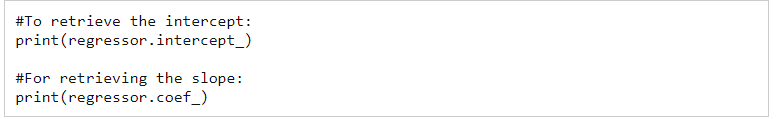 #To retrieve the intercept:
print(regressor.intercept_)
#For retrieving the slope:
print(regressor.coef_)